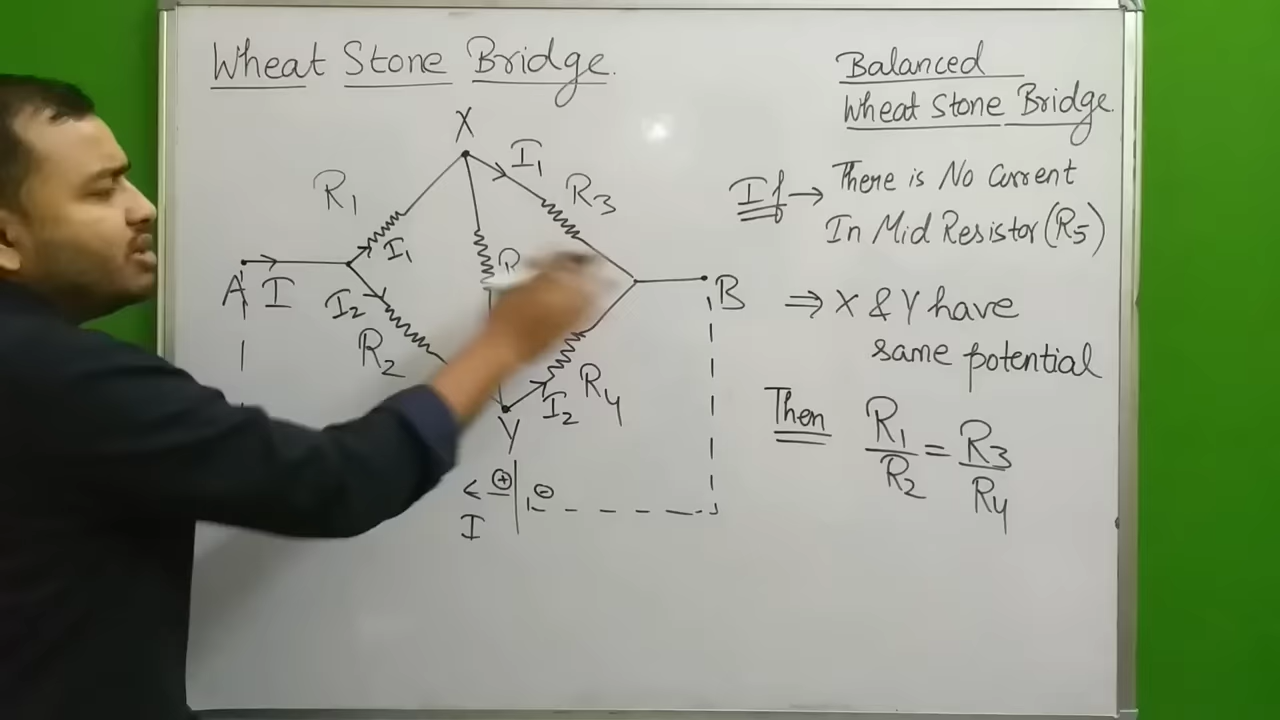 Wheat Stone Bridge.
Balanced
Wheat Stone Bridge.
X
I1
R1
R3
I1
R
A
I
I2
R2
B
R4
I2
Y
+
-
I
If → There is No Current
In Mid Resistor (R5)
⇒ X & Y have
same potential
Then R1/R2 = R3/R4